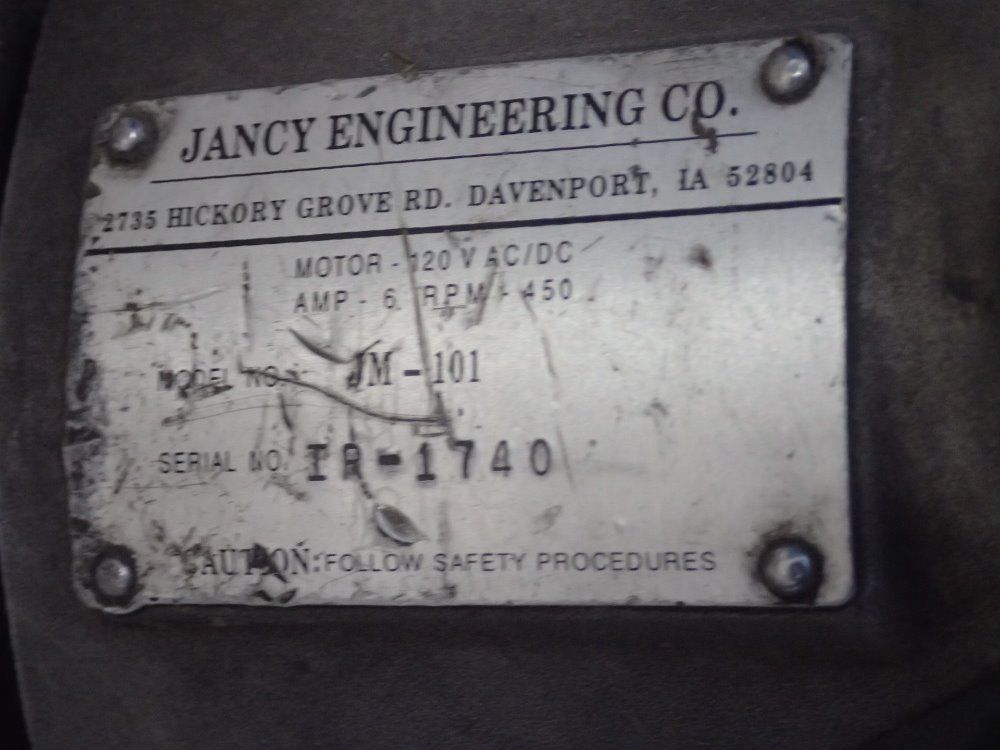 JANCY ENGINEERING CO.
2735 HICKORY GROVE RD. DAVENPORT, IA 52804
MOTOR - 120 V AC/DC
AMP - 6 RPM - 450
MODEL NO. JM-101
SERIAL NO. IR-1740
CAUTION: FOLLOW SAFETY PROCEDURES